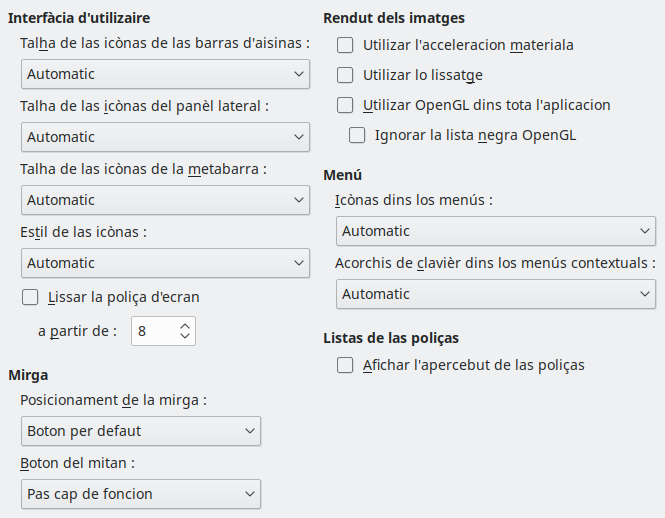 Interfàcia d'utilizaire
Talha de las icònas de las barras d'aisinas :
Automatic
Talha de las icònas del panèl lateral :
Automatic
Talha de las icònas de la metabarra :
Automatic
Estil de las icònas :
Automatic
Lissar la poliça d'ecran
a partir de :
8
Mirga
Posicionament de la mirga :
Boton per defaut
Boton del mitan :
Pas cap de foncion
Rendut dels imatges
Utilizar l'acceleracion materiala
Utilizar lo lissatge
Utilizar OpenGL dins tota l'aplicacion
Ignorar la lista negra OpenGL
Menú
Icònas dins los menús :
Automatic
Acorchis de clavièr dins los menús contextuals :
Automatic
Listas de las poliças
Afichar l'apercebut de las poliças